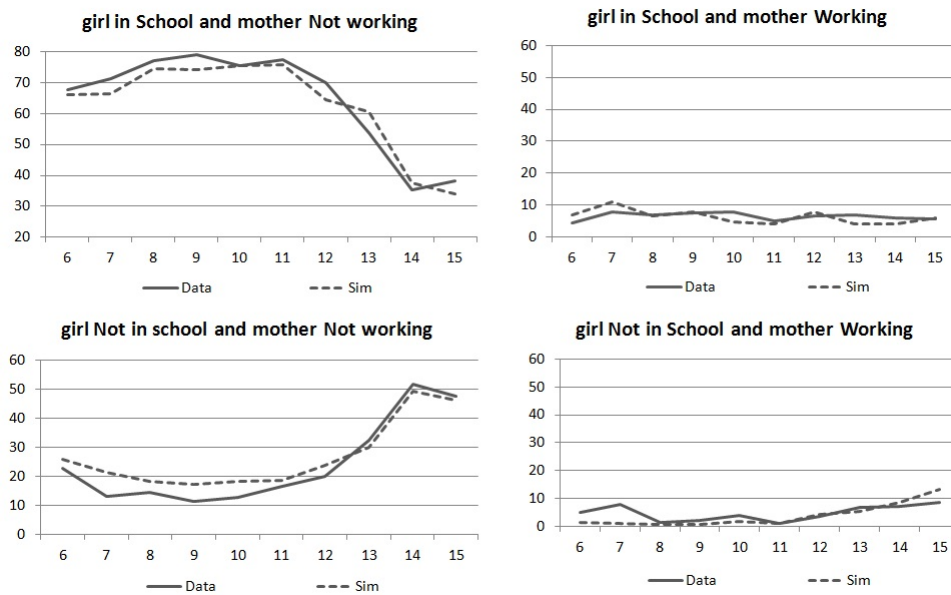 girl in School and mother Not working
80
70
60
50
40
30
20
6 7 8 9 10 11 12 13 14 15
Data Sim
girl in School and mother Working
60
50
40
30
20
10
0
6 7 8 9 10 11 12 13 14 15
Data Sim
girl Not in school and mother Not working
60
50
40
30
20
10
0
6 7 8 9 10 11 12 13 14 15
Data Sim
girl Not in School and mother Working
60
50
40
30
20
10
0
6 7 8 9 10 11 12 13 14 15
Data Sim